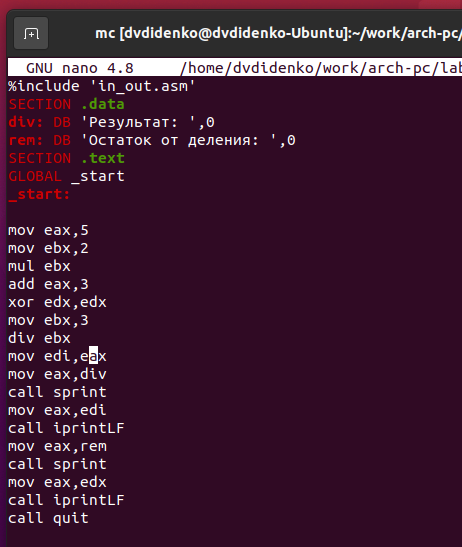 mc [dvdidenko@dvdidenko-Ubuntu]:~/work/arch-pc/
GNU nano 4.8 /home/dvdidenko/work/arch-pc/lab
%include 'in_out.asm'
SECTION .data
div: DB 'Результат: ',0
rem: DB 'Остаток от деления: ',0
SECTION .text
GLOBAL _start
_start:
mov eax,5
mov ebx,2
mul ebx
add eax,3
xor edx,edx
mov ebx,3
div ebx
mov edi,eax
mov eax,div
call sprint
mov eax,edi
call iprintLF
mov eax,rem
call sprint
mov eax,edx
call iprintLF
call quit